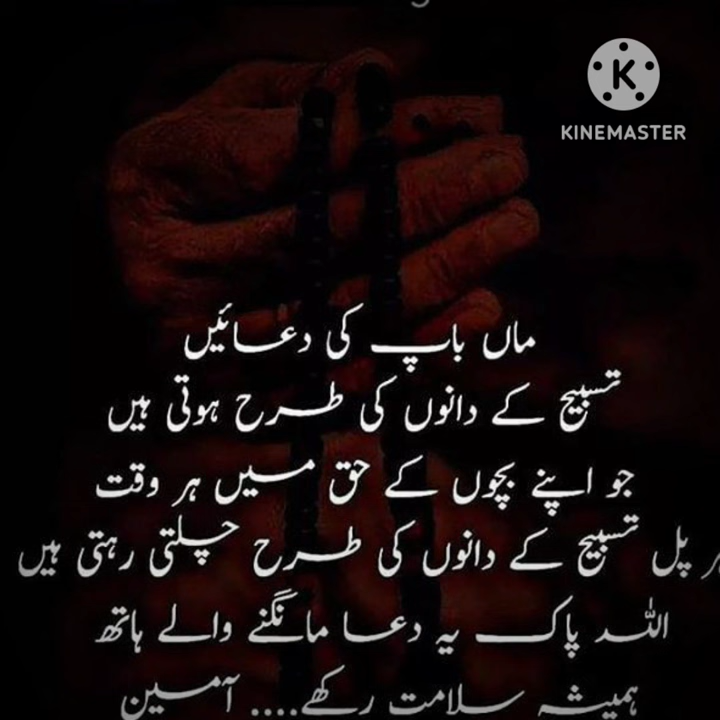 KINEMASTER
ماں باپ کی دعائیں
تسبیح کے دانوں کی طرح ہوتی ہیں
جو اپنے بچوں کے حق میں ہر وقت
ہر پل تسبیح کے دانوں کی طرح چلتی رہتی ہیں
اللہ پاک یہ دعا مانگنے والے ہاتھ
ہمیشہ سلامت رکھے.... آمین